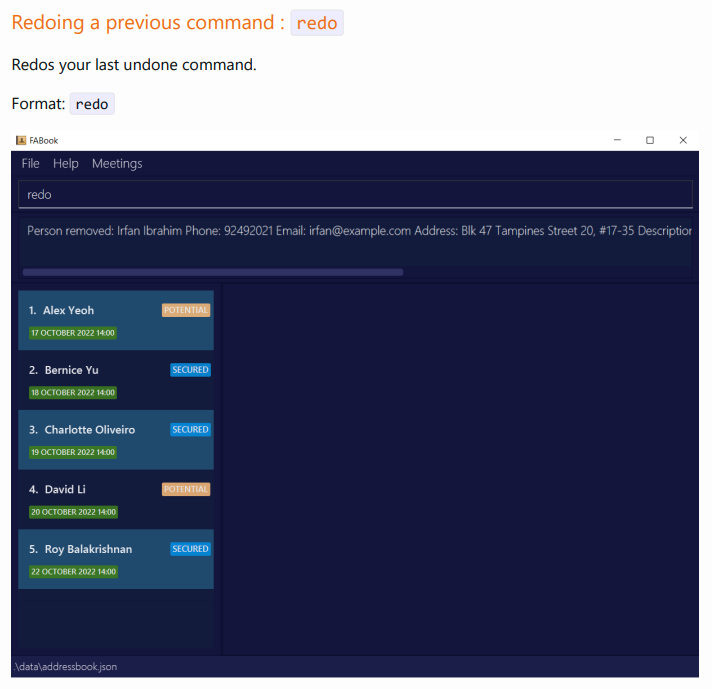 Redoing a previous command : redo
Redos your last undone command.
Format: redo
FABook
File Help Meetings
redo
Person removed: Irfan Ibrahim Phone: 92492021 Email: irfan@example.com Address: Blk 47 Tampines Street 20, #17-35 Description
1. Alex Yeoh POTENTIAL
17 OCTOBER 2022 14:00
2. Bernice Yu SECURED
18 OCTOBER 2022 14:00
3. Charlotte Oliveiro SECURED
19 OCTOBER 2022 14:00
4. David Li POTENTIAL
20 OCTOBER 2022 14:00
5. Roy Balakrishnan SECURED
22 OCTOBER 2022 14:00
\data\addressbook.json